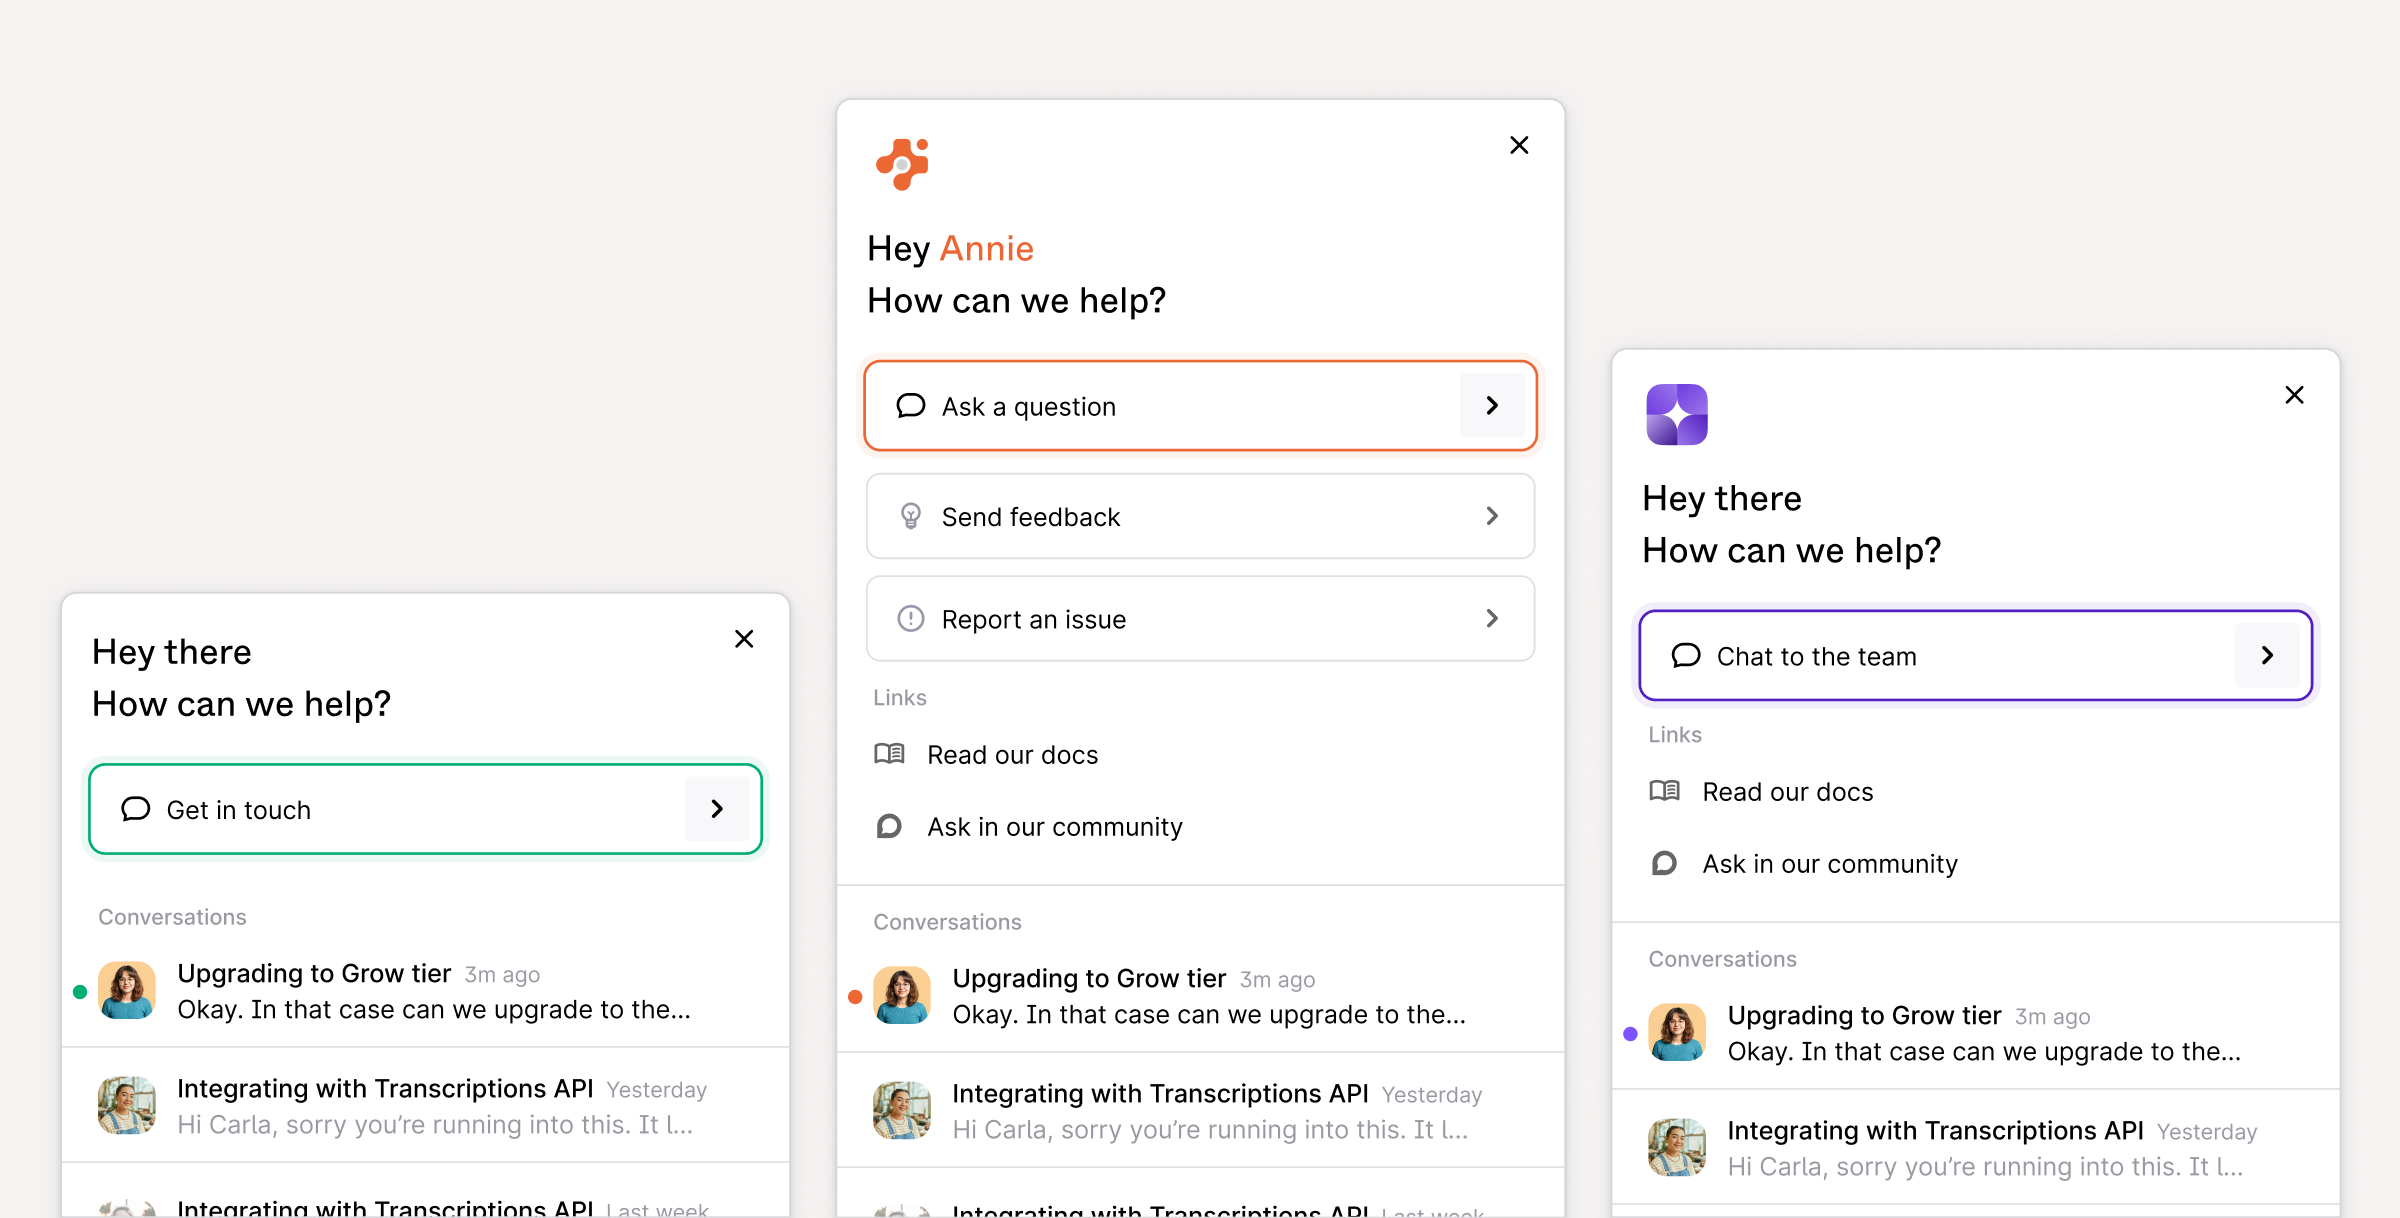 Hey there
How can we help?
Get in touch
Conversations
Upgrading to Grow tier 3m ago
Okay. In that case can we upgrade to the...
Integrating with Transcriptions API Yesterday
Hi Carla, sorry you’re running into this. It l...
Integrating with Transcriptions API Last week
Hey Annie
How can we help?
Ask a question
Send feedback
Report an issue
Links
Read our docs
Ask in our community
Conversations
Upgrading to Grow tier 3m ago
Okay. In that case can we upgrade to the...
Integrating with Transcriptions API Yesterday
Hi Carla, sorry you’re running into this. It l...
Integrating with Transcriptions API Last week
Hey there
How can we help?
Chat to the team
Links
Read our docs
Ask in our community
Conversations
Upgrading to Grow tier 3m ago
Okay. In that case can we upgrade to the...
Integrating with Transcriptions API Yesterday
Hi Carla, sorry you’re running into this. It l...